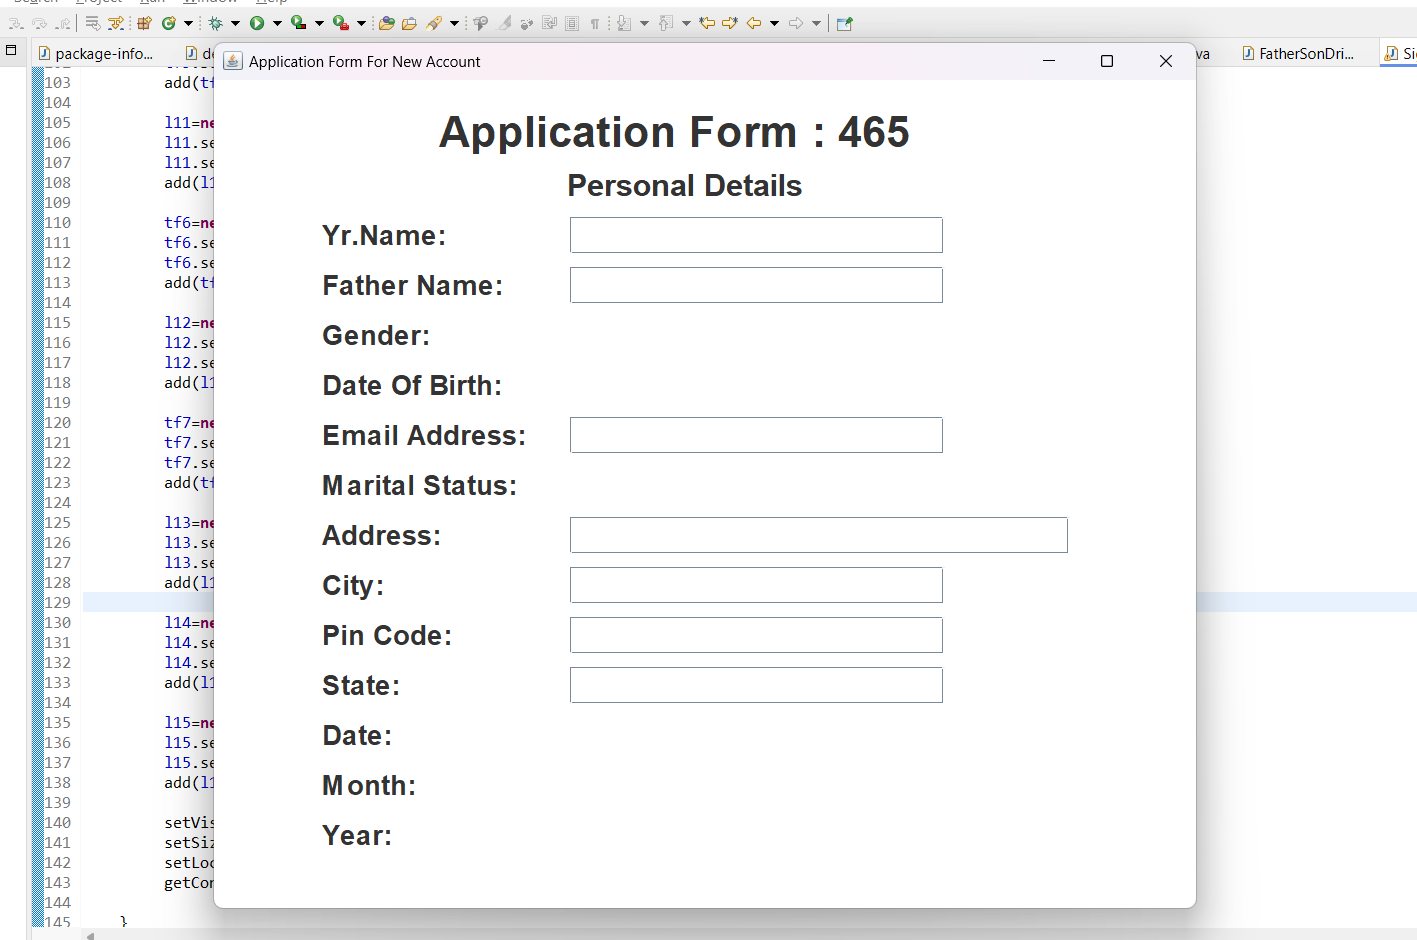 Search Project Run Window Help
package-info...
va
FatherSonDri...
Application Form For New Account
Application Form : 465
Personal Details
Yr.Name:
Father Name:
Gender:
Date Of Birth:
Email Address:
Marital Status:
Address:
City:
Pin Code:
State:
Date:
Month:
Year:
103 add(tf
104
105 l11=ne
106 l11.se
107 l11.se
108 add(l1
109
110 tf6=ne
111 tf6.se
112 tf6.se
113 add(tf
114
115 l12=ne
116 l12.se
117 l12.se
118 add(l1
119
120 tf7=ne
121 tf7.se
122 tf7.se
123 add(tf
124
125 l13=ne
126 l13.se
127 l13.se
128 add(l1
129
130 l14=ne
131 l14.se
132 l14.se
133 add(l1
134
135 l15=ne
136 l15.se
137 l15.se
138 add(l1
139
140 setVis
141 setSiz
142 setLoc
143 getCon
144
145 }